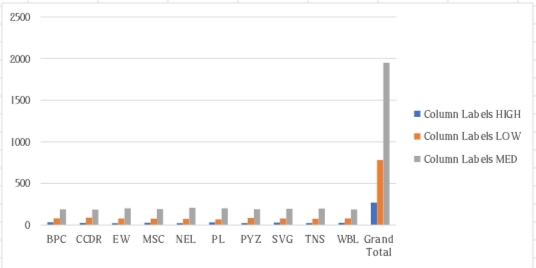 2500
2000
1500
1000
500
0
BPC CCDR EW MSC NEL PL PYZ SVG TNS WBL Grand
Total
Column Labels HIGH
Column Labels LOW
Column Labels MED